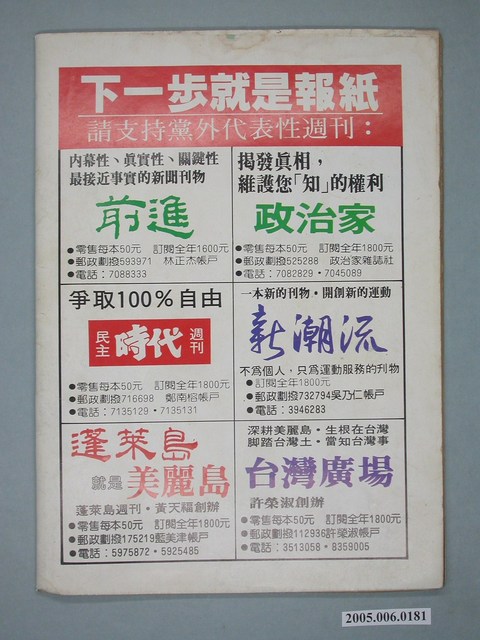 下一步就是報紙
請支持黨外代表性週刊：
內幕性、眞實性、關鍵性
最接近事實的新聞刊物
前進
●零售每本50元　訂閱全年1600元
●郵政劃撥593971　林正杰帳戶
●電話：7088333
揭發眞相，
維護您「知」的權利
政治家
●零售每本50元　訂閱全年1800元
●郵政劃撥525288　政治家雜誌社
●電話：7082829・7045089
爭取100％自由
民主 時代 週刊
●零售每本50元　訂閱全年1800元
●郵政劃撥716698　鄭南榕帳戶
●電話：7135129・7135131
一本新的刊物・開創新的運動
新潮流
不爲個人，只爲運動服務的刋物
●訂閱全年1800元
●郵政劃撥732794吳乃仁帳戶
●電話：3946283
蓬萊島
就是 美麗島
蓬萊島週刊・黃天福創辦
●零售每本50元　訂閱全年1800元
●郵政劃撥175219藍美津帳戶
●電話：5975872・5925485
深耕美麗島・生根在台灣
脚踏台灣土・當知台灣事
台灣廣場
許榮淑創辦
●零售每本50元　訂閱全年1800元
●郵政劃撥112936許榮淑帳戶
●電話：3513058・8359005
2005.006.0181